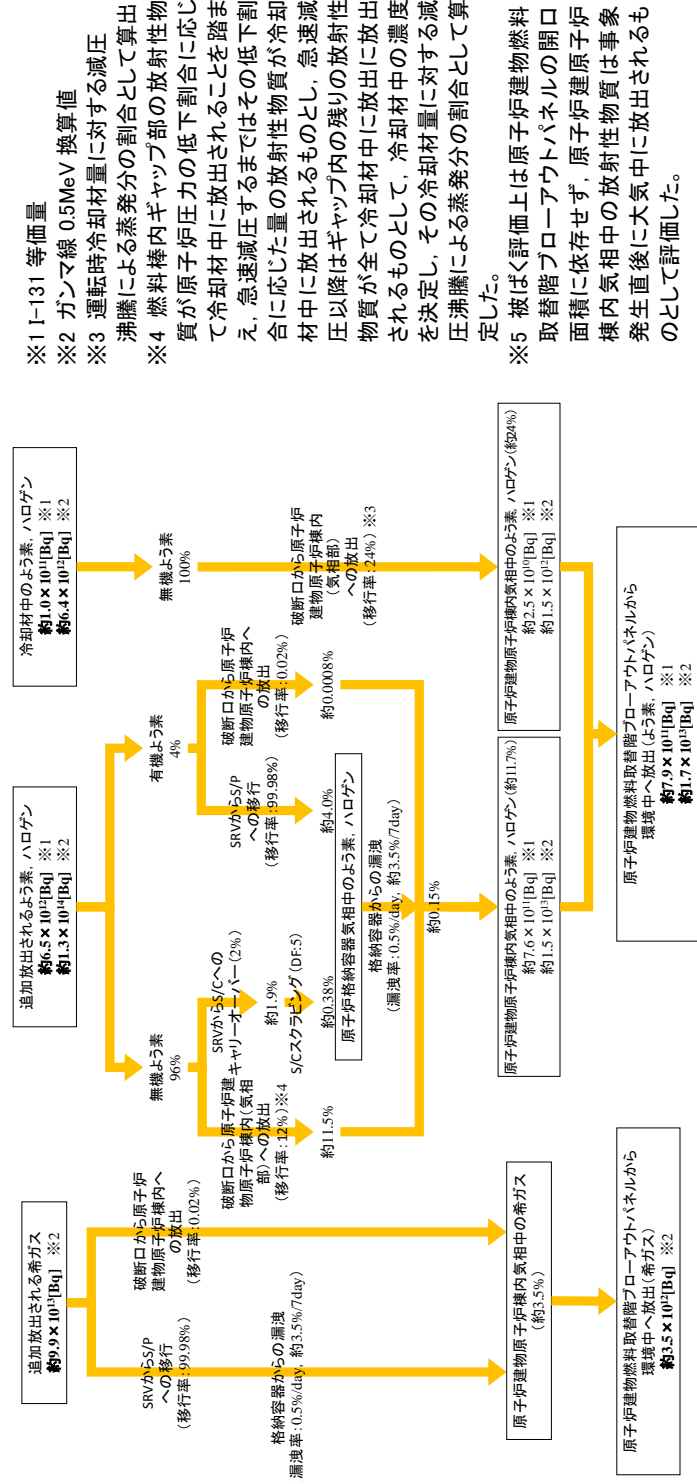 追加放出される希ガス
約9.9×10¹³[Bq] ※2
SRVからS/P
への移行
(移行率:99.98%)
破断口から原子炉
建物原子炉棟内へ
の放出
(移行率:0.02%)
格納容器からの漏洩
(漏洩率:0.5%/day, 約3.5%/7day)
原子炉建物原子炉棟内気相中の希ガス
(約3.5%)
原子炉建物燃料取替階ブローアウトパネルから
環境中へ放出(希ガス)
約3.5×10¹²[Bq] ※2
追加放出されるよう素, ハロゲン
約6.5×10¹²[Bq] ※1
約1.3×10¹⁴[Bq] ※2
無機よう素
96%
有機よう素
4%
破断口から原子炉建
物原子炉棟内(気相
部)への放出
(移行率:12%)※4
SRVからS/Cへの
キャリーオーバー(2%)
約1.9%
S/Cスクラビング(DF:5)
約11.5%
約0.38%
SRVからS/P
への移行
(移行率:99.98%)
破断口から原子炉
建物原子炉棟内へ
の放出
(移行率:0.02%)
約4.0%
約0.0008%
原子炉格納容器気相中のよう素, ハロゲン
格納容器からの漏洩
(漏洩率:0.5%/day, 約3.5%/7day)
約0.15%
原子炉建物原子炉棟内気相中のよう素, ハロゲン(約11.7%)
約7.6×10¹¹[Bq] ※1
約1.5×10¹³[Bq] ※2
冷却材中のよう素, ハロゲン
約1.0×10¹¹[Bq] ※1
約6.4×10¹²[Bq] ※2
無機よう素
100%
破断口から原子炉
建物原子炉棟内
(気相部)
への放出
(移行率:24%)※3
原子炉建物原子炉棟内気相中のよう素, ハロゲン(約24%)
約2.5×10¹⁰[Bq] ※1
約1.5×10¹²[Bq] ※2
原子炉建物燃料取替階ブローアウトパネルから
環境中へ放出(よう素, ハロゲン)
約7.9×10¹¹[Bq] ※1
約1.7×10¹³[Bq] ※2
※1 I-131 等価量
※2 ガンマ線 0.5MeV 換算値
※3 運転時冷却材量に対する減圧
沸騰による蒸発分の割合として算出
※4 燃料棒内ギャップ部の放射性物
質が原子炉圧力の低下割合に応じ
て冷却材中に放出されることを踏ま
え, 急速減圧するまではその低下割
合に応じた量の放射性物質が冷却
材中に放出されるものとし, 急速減
圧以降はギャップ内の残りの放射性
物質が全て冷却材中に放出に放出
されるものとして, 冷却材中の濃度
を決定し, その冷却材量に対する減
圧沸騰による蒸発分の割合として算
定した。
※5 被ばく評価上は原子炉建物燃料
取替階ブローアウトパネルの開口
面積に依存せず, 原子炉建原子炉
棟内気相中の放射性物質は事象
発生直後に大気中に放出されるも
のとして評価した。